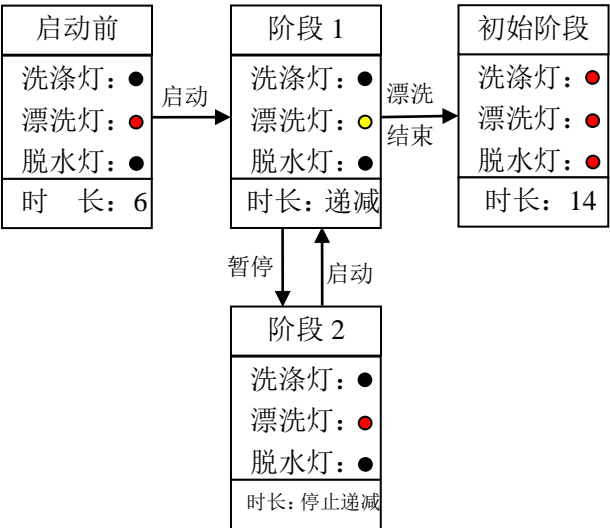 启动前
洗涤灯：
漂洗灯：
脱水灯：
时 长：6
启动
阶段 1
洗涤灯：
漂洗灯：
脱水灯：
时长：递减
漂洗
结束
初始阶段
洗涤灯：
漂洗灯：
脱水灯：
时长：14
暂停
启动
阶段 2
洗涤灯：
漂洗灯：
脱水灯：
时长：停止递减